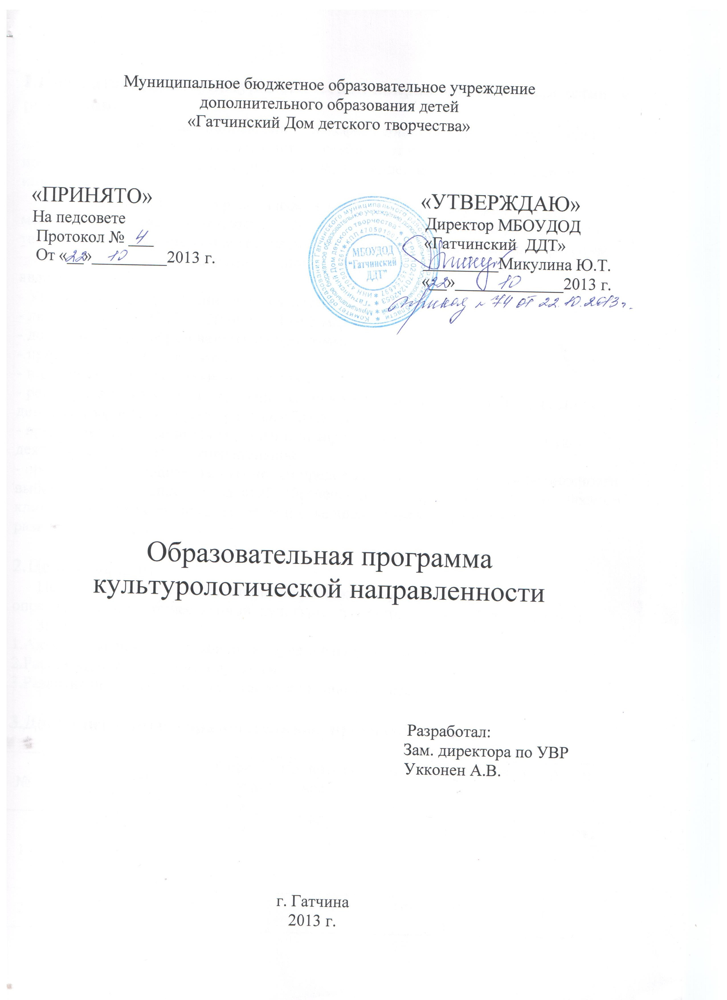 Муниципальное бюджетное образовательное учреждение
дополнительного образования детей
«Гатчинский Дом детского творчества»
«ПРИНЯТО»
На педсовете
Протокол № 4
От «22» 10 2013 г.
«УТВЕРЖДАЮ»
Директор МБОУДОД
«Гатчинский ДДТ»
Микулина Ю.Т.
«22» 10 2013 г.
Приказ № 74 от 22.10.2013 г.
МБОУДОД
"Гатчинский
ДДТ"
Образовательная программа
культурологической направленности
Разработал:
Зам. директора по УВР
Укконен А.В.
г. Гатчина
2013 г.